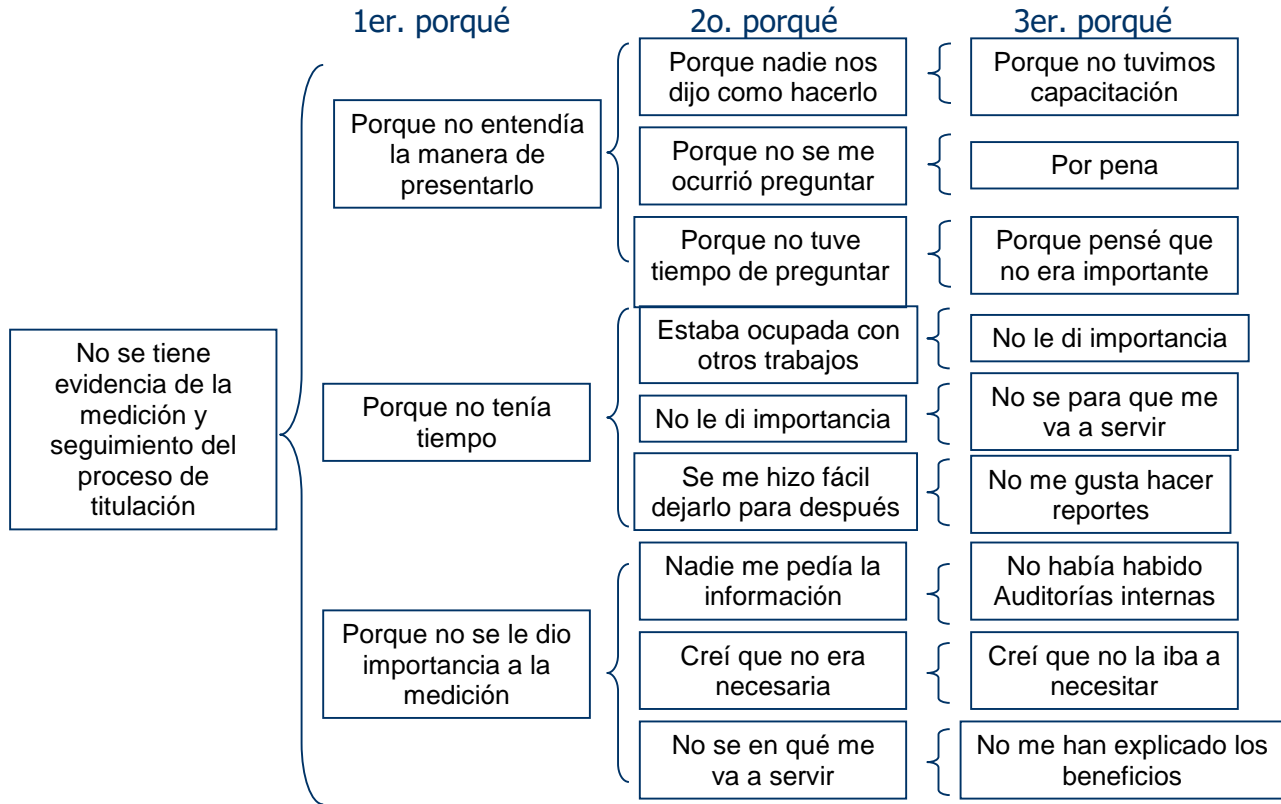 1er. porqué
2o. porqué
3er. porqué
No se tiene
evidencia de la
medición y
seguimiento del
proceso de
titulación
Porque no entendía
la manera de
presentarlo
Porque nadie nos
dijo como hacerlo
Porque no tuvimos
capacitación
Porque no se me
ocurrió preguntar
Por pena
Porque no tuve
tiempo de preguntar
Porque pensé que
no era importante
Porque no tenía
tiempo
Estaba ocupada con
otros trabajos
No le di importancia
No le di importancia
No se para que me
va a servir
Se me hizo fácil
dejarlo para después
No me gusta hacer
reportes
Porque no se le dio
importancia a la
medición
Nadie me pedía la
información
No había habido
Auditorías internas
Creí que no era
necesaria
Creí que no la iba a
necesitar
No se en qué me
va a servir
No me han explicado los
beneficios